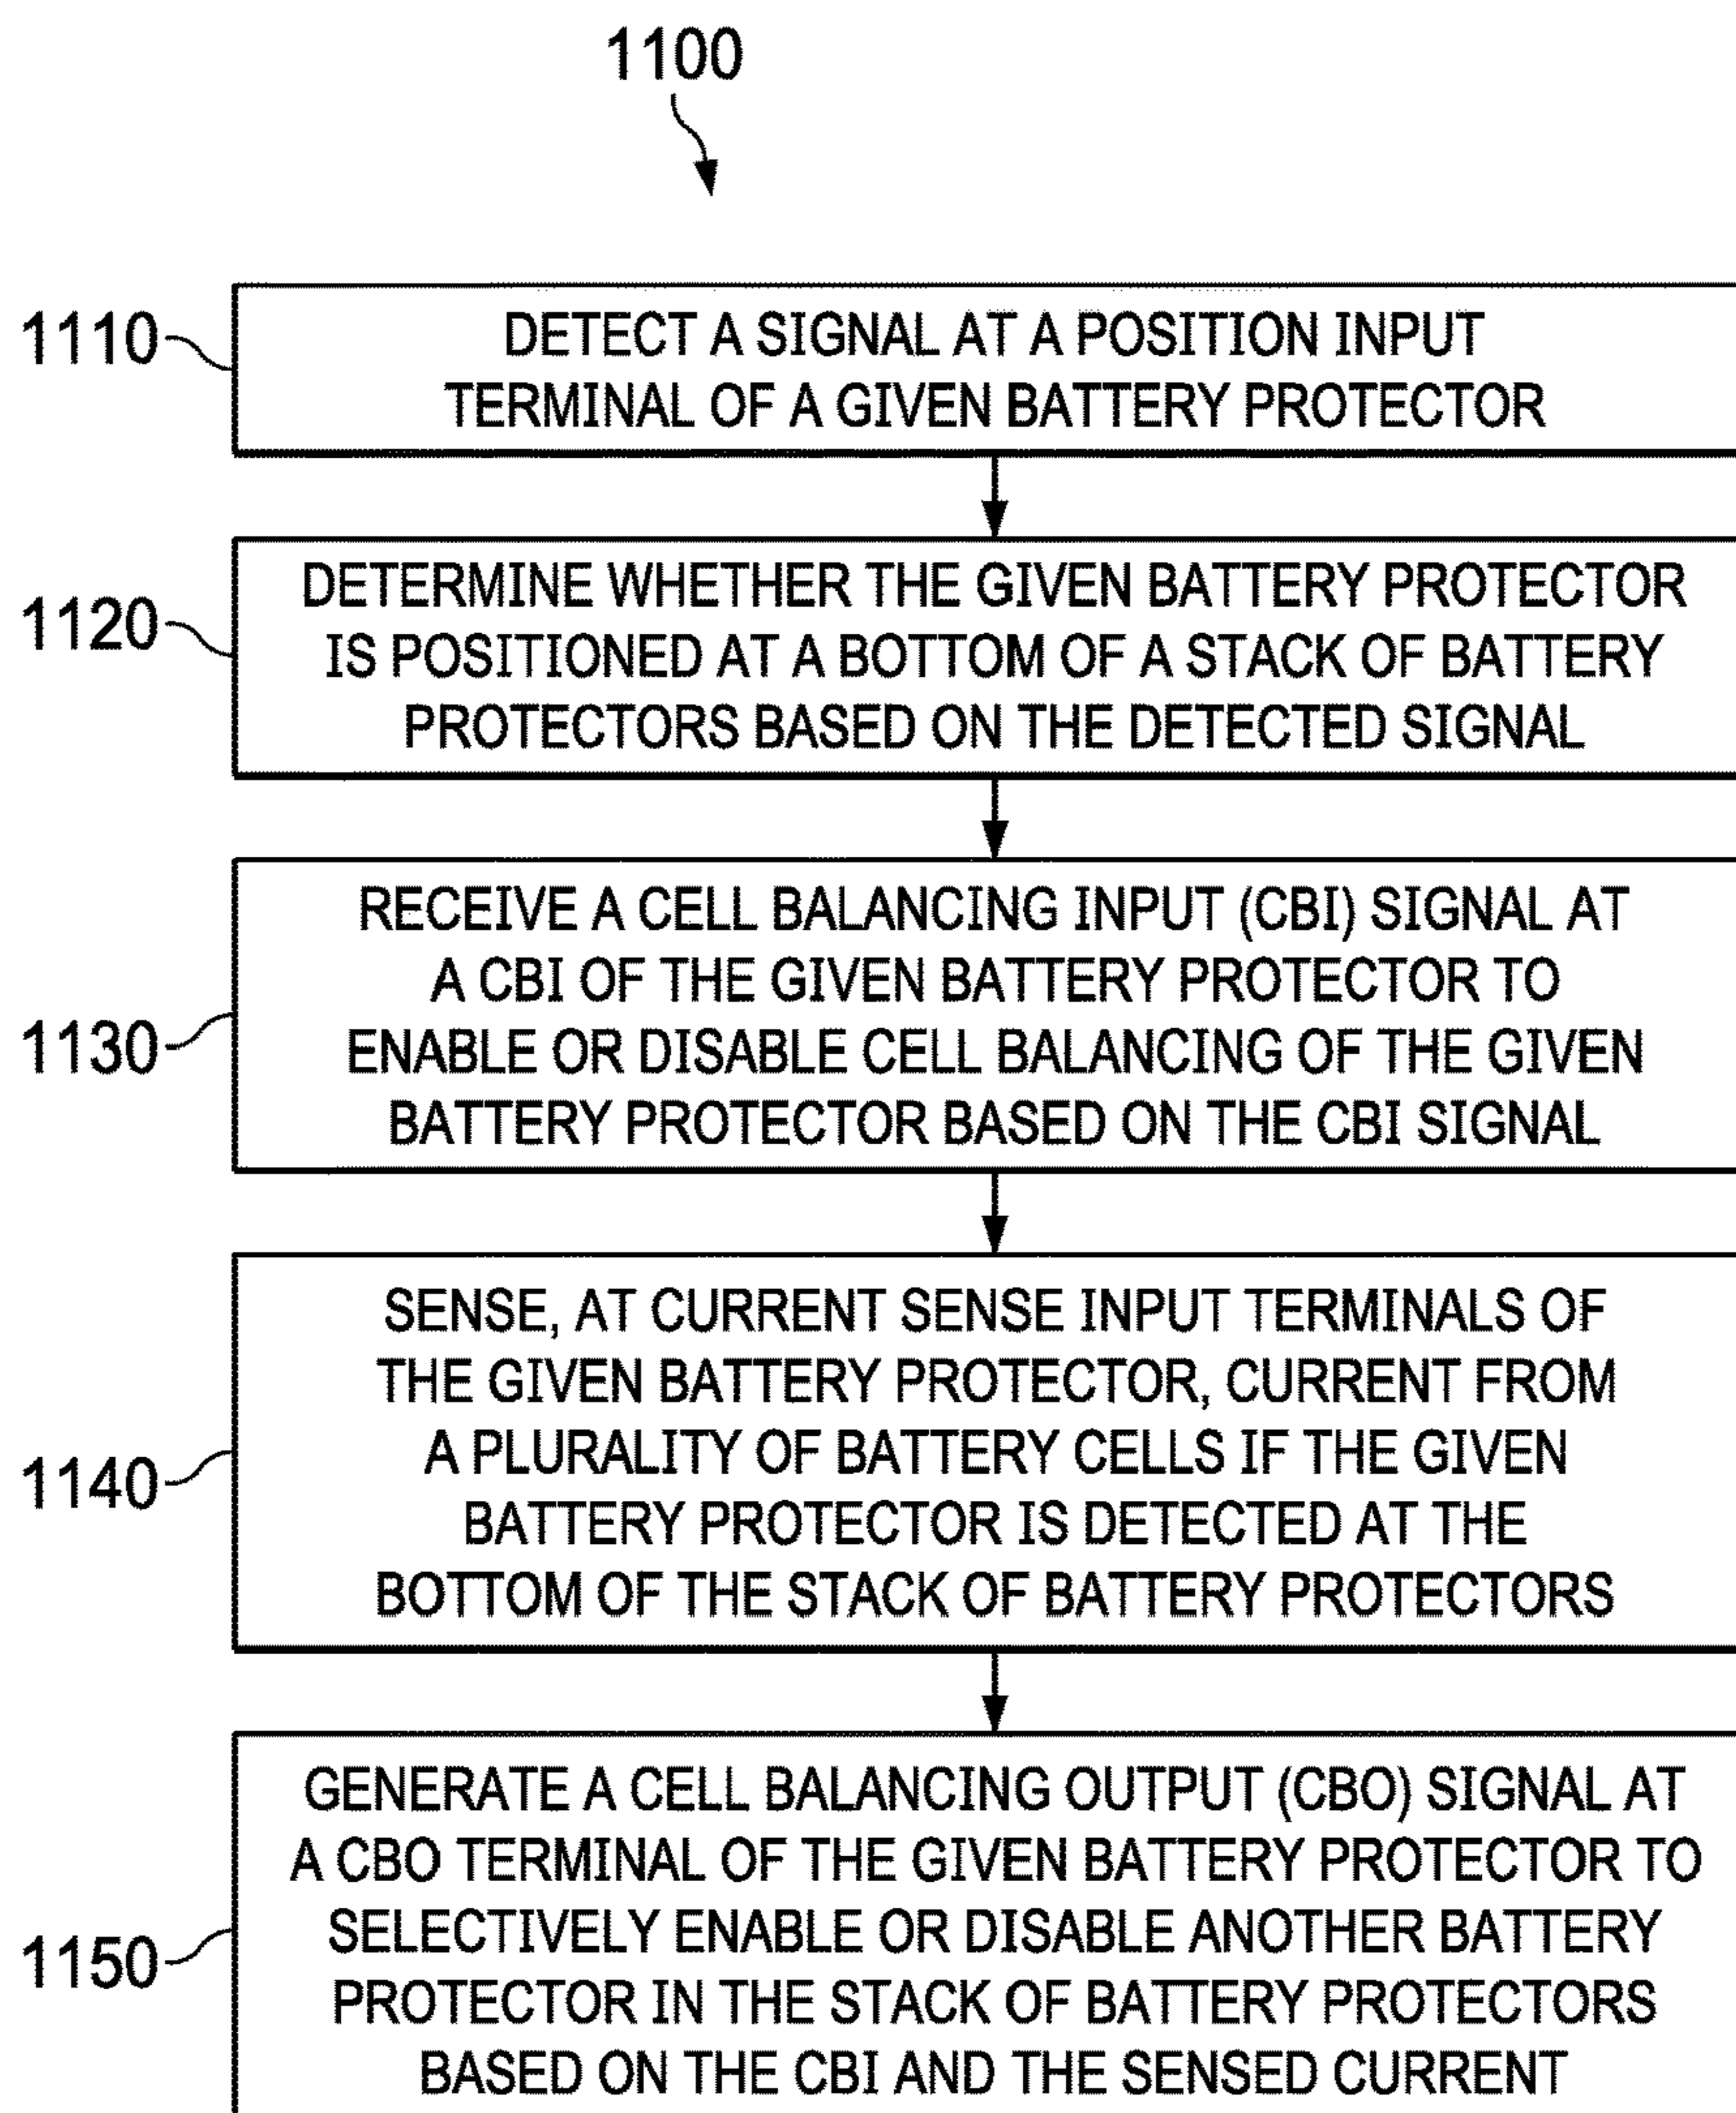 1100
1110
DETECT A SIGNAL AT A POSITION INPUT
TERMINAL OF A GIVEN BATTERY PROTECTOR
1120
DETERMINE WHETHER THE GIVEN BATTERY PROTECTOR
IS POSITIONED AT A BOTTOM OF A STACK OF BATTERY
PROTECTORS BASED ON THE DETECTED SIGNAL
1130
RECEIVE A CELL BALANCING INPUT (CBI) SIGNAL AT
A CBI OF THE GIVEN BATTERY PROTECTOR TO
ENABLE OR DISABLE CELL BALANCING OF THE GIVEN
BATTERY PROTECTOR BASED ON THE CBI SIGNAL
1140
SENSE, AT CURRENT SENSE INPUT TERMINALS OF
THE GIVEN BATTERY PROTECTOR, CURRENT FROM
A PLURALITY OF BATTERY CELLS IF THE GIVEN
BATTERY PROTECTOR IS DETECTED AT THE
BOTTOM OF THE STACK OF BATTERY PROTECTORS
1150
GENERATE A CELL BALANCING OUTPUT (CBO) SIGNAL AT
A CBO TERMINAL OF THE GIVEN BATTERY PROTECTOR TO
SELECTIVELY ENABLE OR DISABLE ANOTHER BATTERY
PROTECTOR IN THE STACK OF BATTERY PROTECTORS
BASED ON THE CBI AND THE SENSED CURRENT